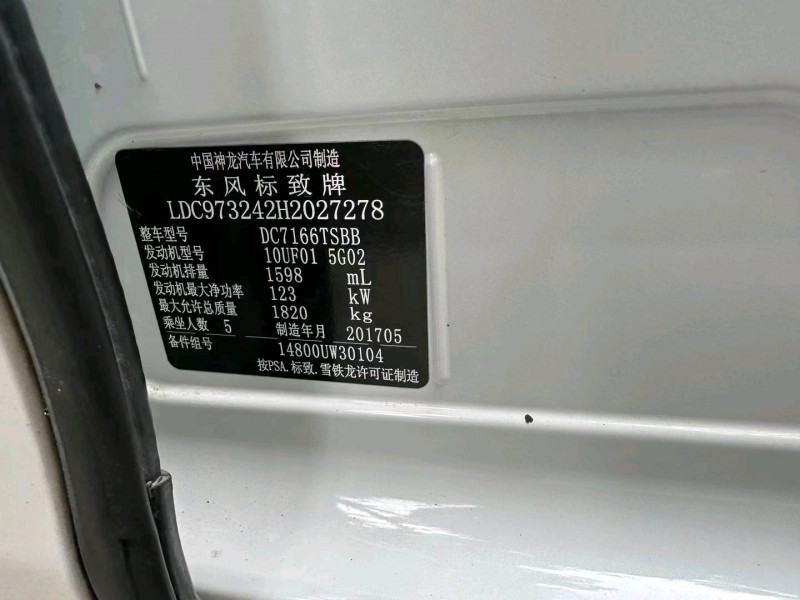 中国神龙汽车有限公司制造
东风标致牌
LDC973242H2027278
整车型号 DC7166TSBB
发动机型号 10UF01 5G02
发动机排量 1598 mL
发动机最大净功率 123 kW
最大允许总质量 1820 kg
乘坐人数 5 制造年月 201705
备件组号 14800UW30104
按PSA.标致.雪铁龙许可证制造